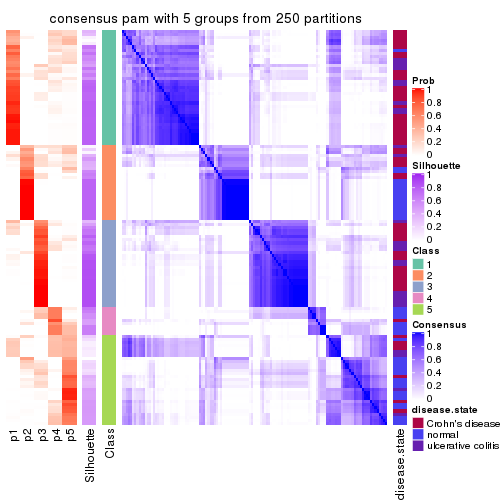 consensus pam with 5 groups from 250 partitions
p1
p2
p3
p4
p5
Silhouette
Class
disease.state
Prob
1
0.8
0.6
0.4
0.2
0
Silhouette
1
0.8
0.6
0.4
0.2
0
Class
1
2
3
4
5
Consensus
1
0.8
0.6
0.4
0.2
0
disease.state
Crohn's disease
normal
ulcerative colitis